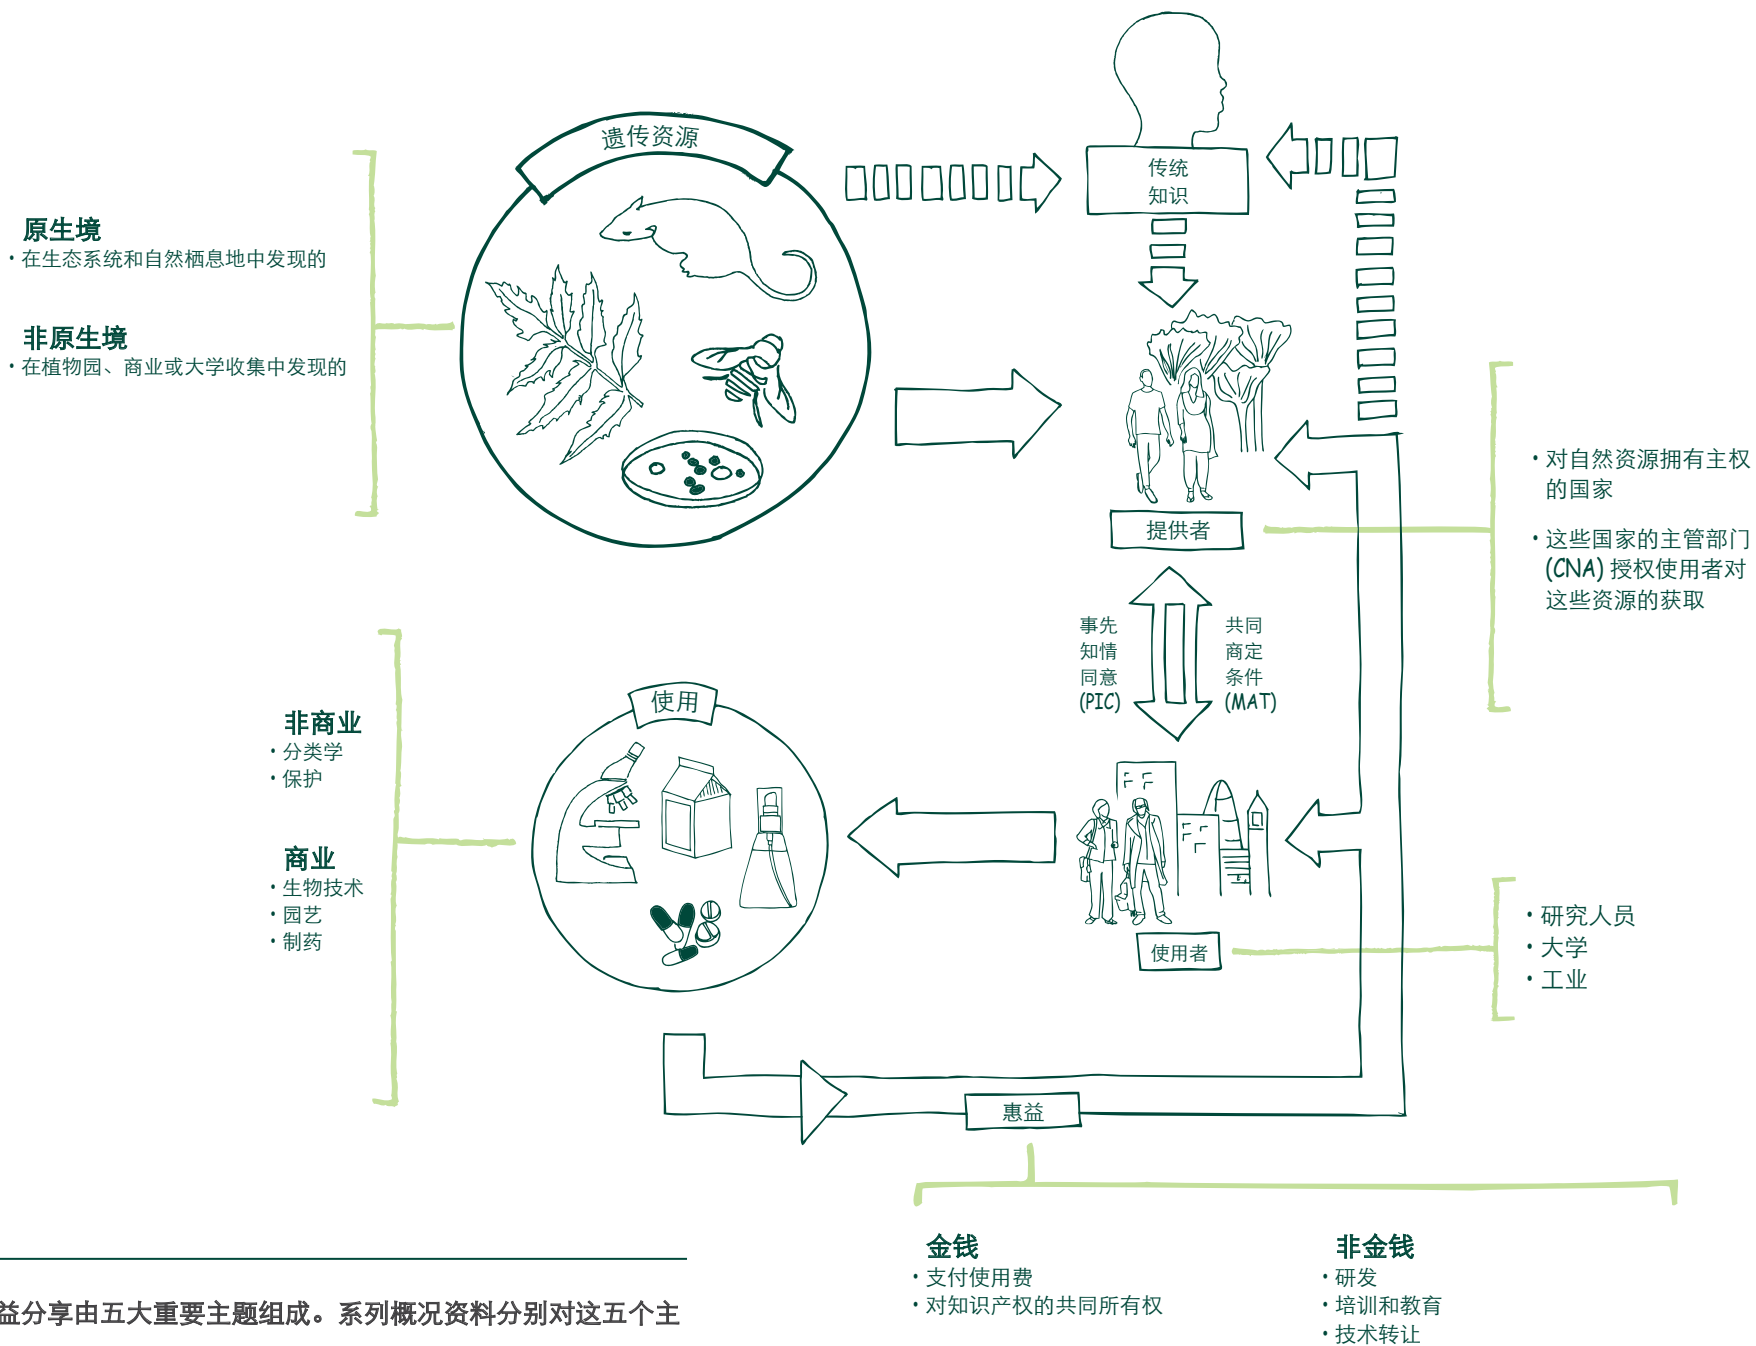 遗传资源
传统
知识
原生境
• 在生态系统和自然栖息地中发现的
非原生境
• 在植物园、商业或大学收集中发现的
提供者
• 对自然资源拥有主权
的国家
• 这些国家的主管部门
(CNA) 授权使用者对
这些资源的获取
事先
知情
同意
(PIC)
共同
商定
条件
(MAT)
使用
非商业
• 分类学
• 保护
商业
• 生物技术
• 园艺
• 制药
使用者
• 研究人员
• 大学
• 工业
惠益
金钱
• 支付使用费
• 对知识产权的共同所有权
非金钱
• 研发
• 培训和教育
• 技术转让
益分享由五大重要主题组成。系列概况资料分别对这五个主